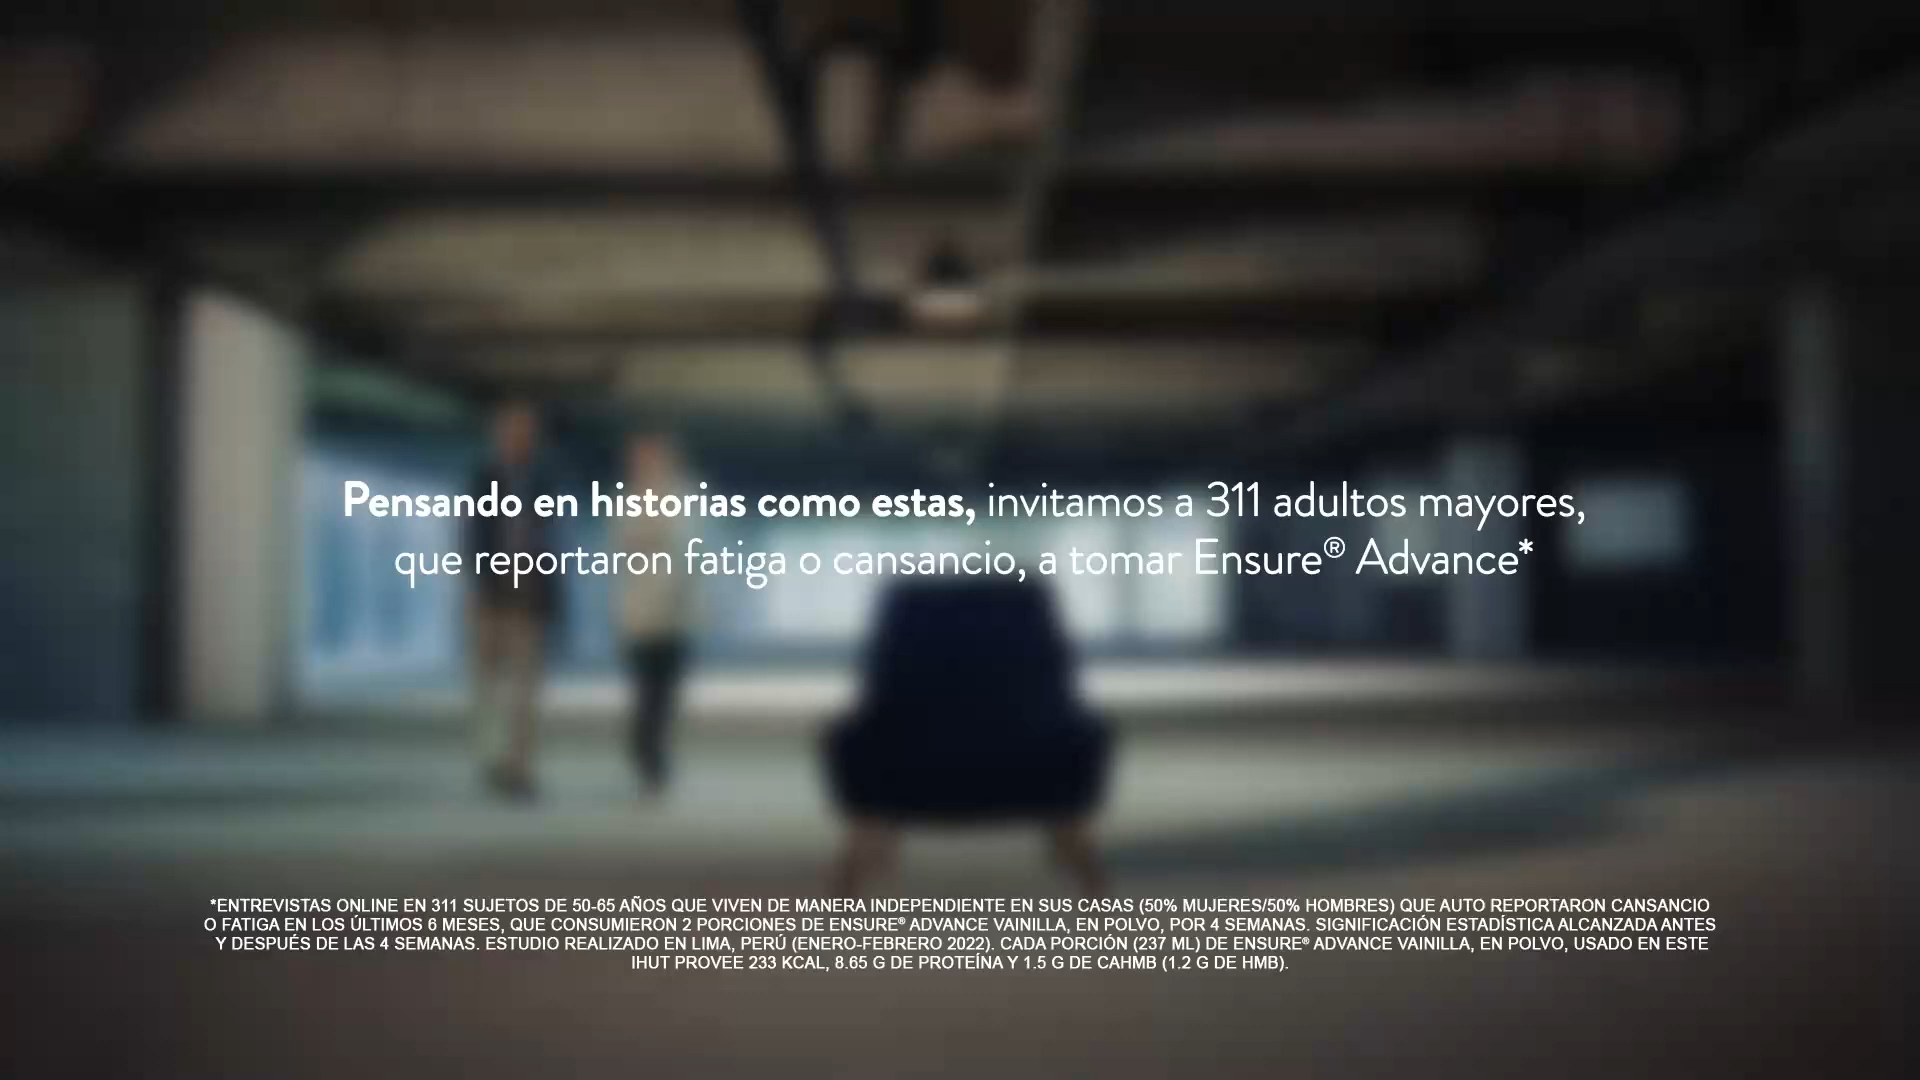 Pensando en historias como estas, invitamos a 311 adultos mayores,
que reportaron fatiga o cansancio, a tomar Ensure® Advance*
*ENTREVISTAS ONLINE EN 311 SUJETOS DE 50-65 AÑOS QUE VIVEN DE MANERA INDEPENDIENTE EN SUS CASAS (50% MUJERES/50% HOMBRES) QUE AUTO REPORTARON CANSANCIO
O FATIGA EN LOS ÚLTIMOS 6 MESES, QUE CONSUMIERON 2 PORCIONES DE ENSURE® ADVANCE VAINILLA, EN POLVO, POR 4 SEMANAS. SIGNIFICACIÓN ESTADÍSTICA ALCANZADA ANTES
Y DESPUÉS DE LAS 4 SEMANAS. ESTUDIO REALIZADO EN LIMA, PERÚ (ENERO-FEBRERO 2022). CADA PORCIÓN (237 ML) DE ENSURE® ADVANCE VAINILLA, EN POLVO, USADO EN ESTE
IHUT PROVEE 233 KCAL, 8.65 G DE PROTEÍNA Y 1.5 G DE CAHMB (1.2 G DE HMB).